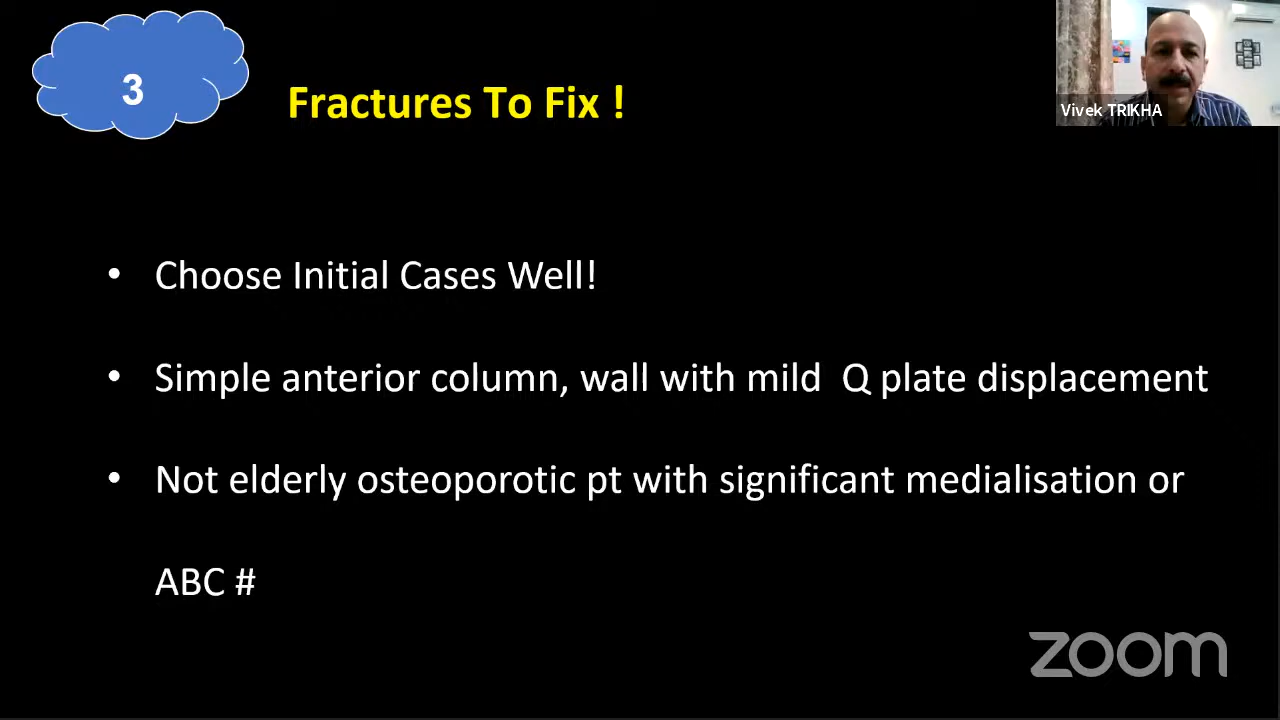 3
Fractures To Fix !
Vivek TRIKHA
• Choose Initial Cases Well!
• Simple anterior column, wall with mild Q plate displacement
• Not elderly osteoporotic pt with significant medialisation or
ABC #
zoom